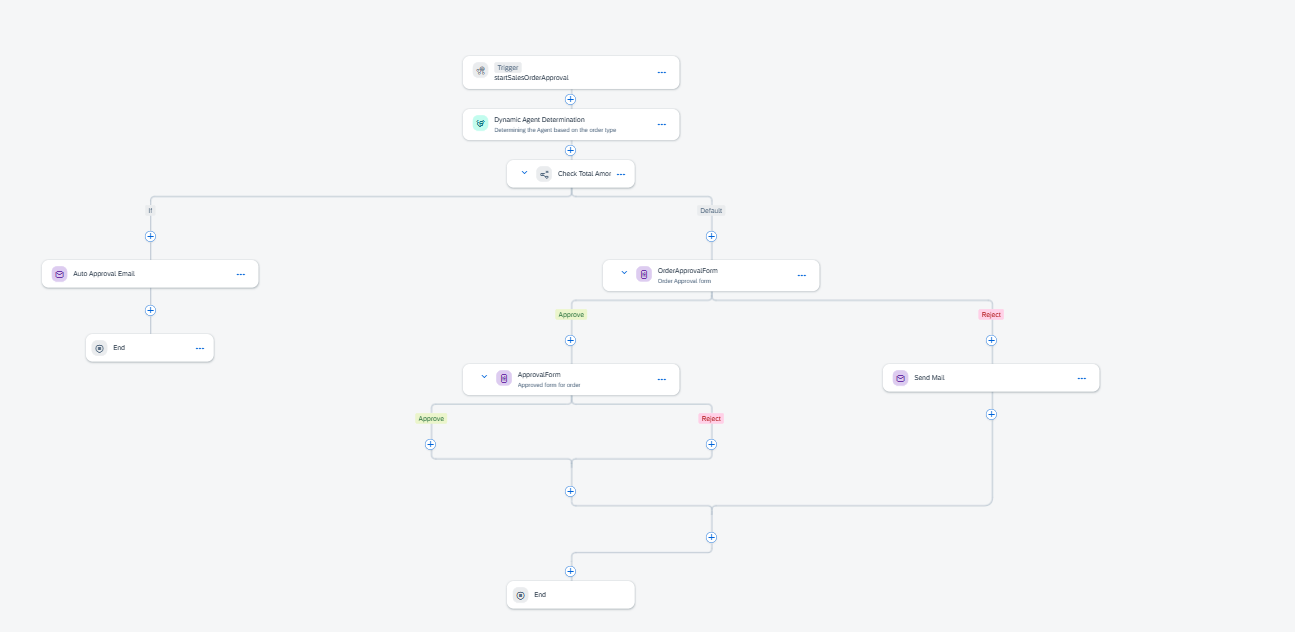 Trigger
startSalesOrderApproval
Dynamic Agent Determination
Determining the Agent based on the order type
Check Total Amor
If
Default
Auto Approval Email
OrderApprovalForm
Order Approval form
Approve
Reject
End
ApprovalForm
Approved form for order
Send Mail
Approve
Reject
End